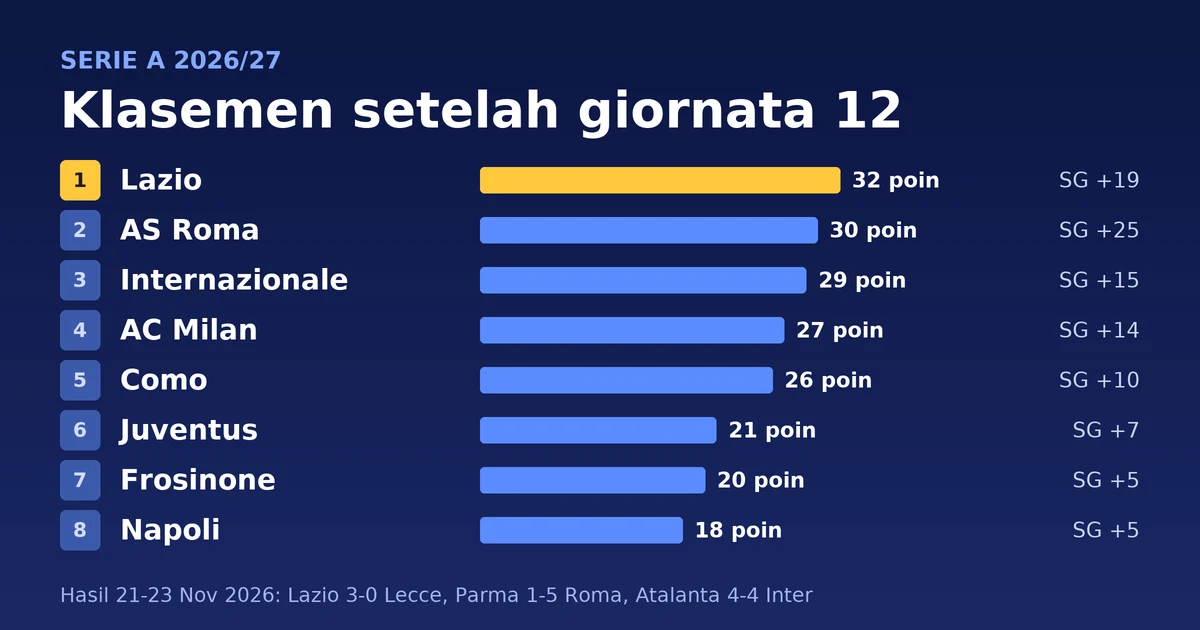 SERIE A 2026/27
Klasemen setelah giornata 12
1 Lazio 32 poin SG +19
2 AS Roma 30 poin SG +25
3 Internazionale 29 poin SG +15
4 AC Milan 27 poin SG +14
5 Como 26 poin SG +10
6 Juventus 21 poin SG +7
7 Frosinone 20 poin SG +5
8 Napoli 18 poin SG +5
Hasil 21-23 Nov 2026: Lazio 3-0 Lecce, Parma 1-5 Roma, Atalanta 4-4 Inter